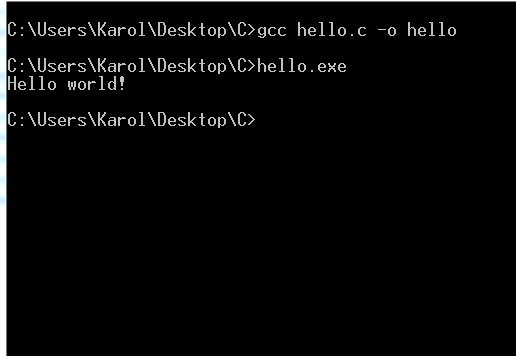 C:\Users\Karol\Desktop\C>gcc hello.c -o hello
C:\Users\Karol\Desktop\C>hello.exe
Hello world!
C:\Users\Karol\Desktop\C>